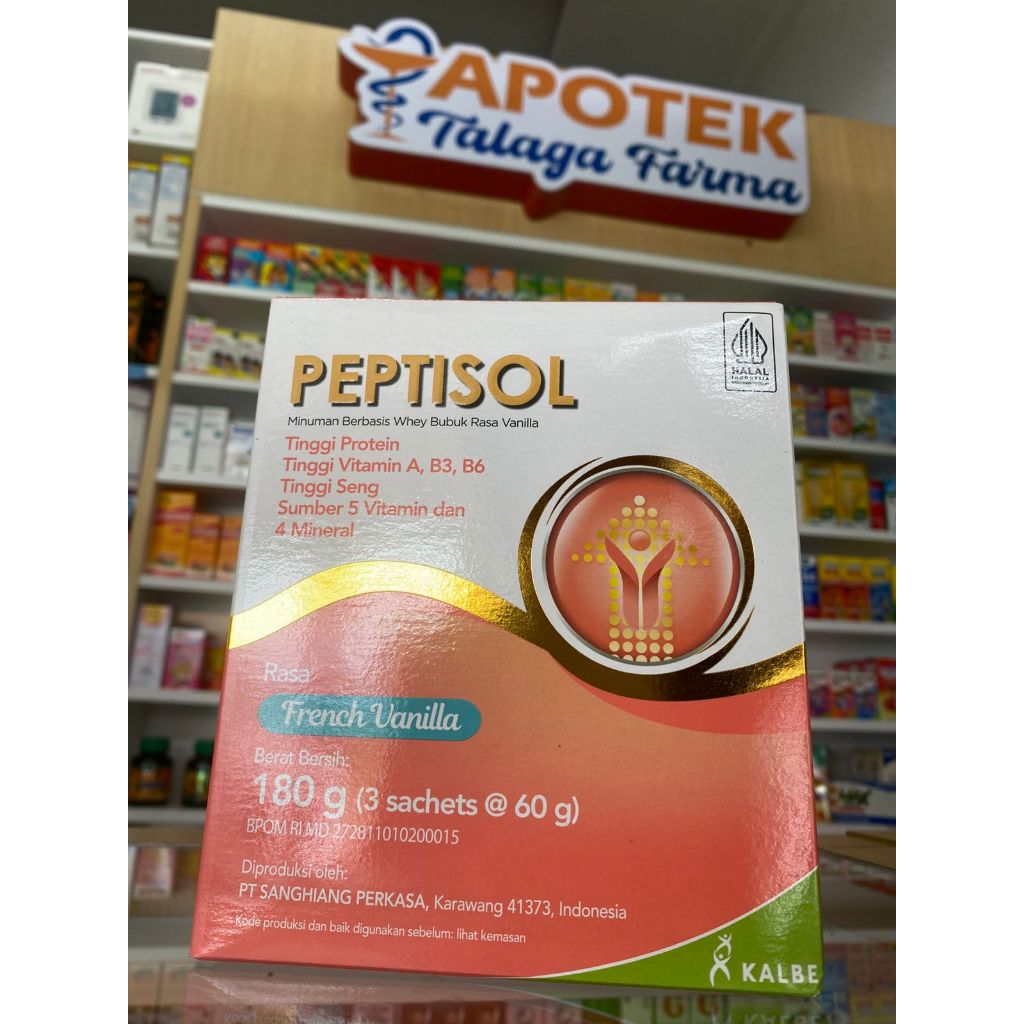 APOTEK
Talaga Farma
PEPTISOL
Minuman Berbasis Whey Bubuk Rasa Vanilla
Tinggi Protein
Tinggi Vitamin A, B3, B6
Tinggi Seng
Sumber 5 Vitamin dan
4 Mineral
HALAL
INDONESIA
Rasa
French Vanilla
Berat Bersih:
180 g (3 sachets @ 60 g)
BPOM RI MD 272811010200015
Diproduksi oleh:
PT SANGHIANG PERKASA, Karawang 41373, Indonesia
Kode produksi dan baik digunakan sebelum: lihat kemasan
KALBE